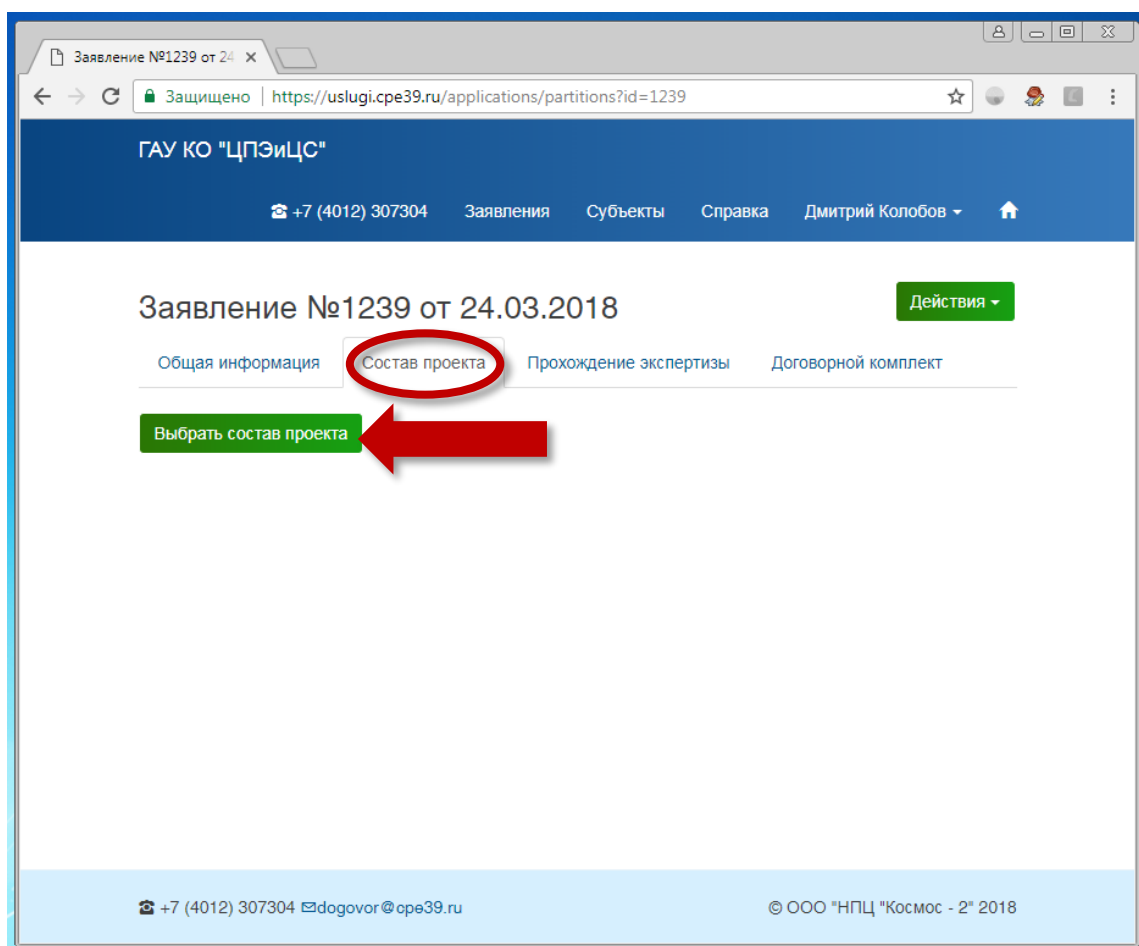 Заявление №1239 от 24
Защищено | https://uslugi.cpe39.ru/applications/partitions?id=1239
ГАУ КО "ЦПЭиЦС"
+7 (4012) 307304 Заявления Субъекты Справка Дмитрий Колобов
Заявление №1239 от 24.03.2018
Действия
Общая информация Состав проекта Прохождение экспертизы Договорной комплект
Выбрать состав проекта
+7 (4012) 307304 dogovor@cpe39.ru © ООО "НПЦ "Космос - 2" 2018